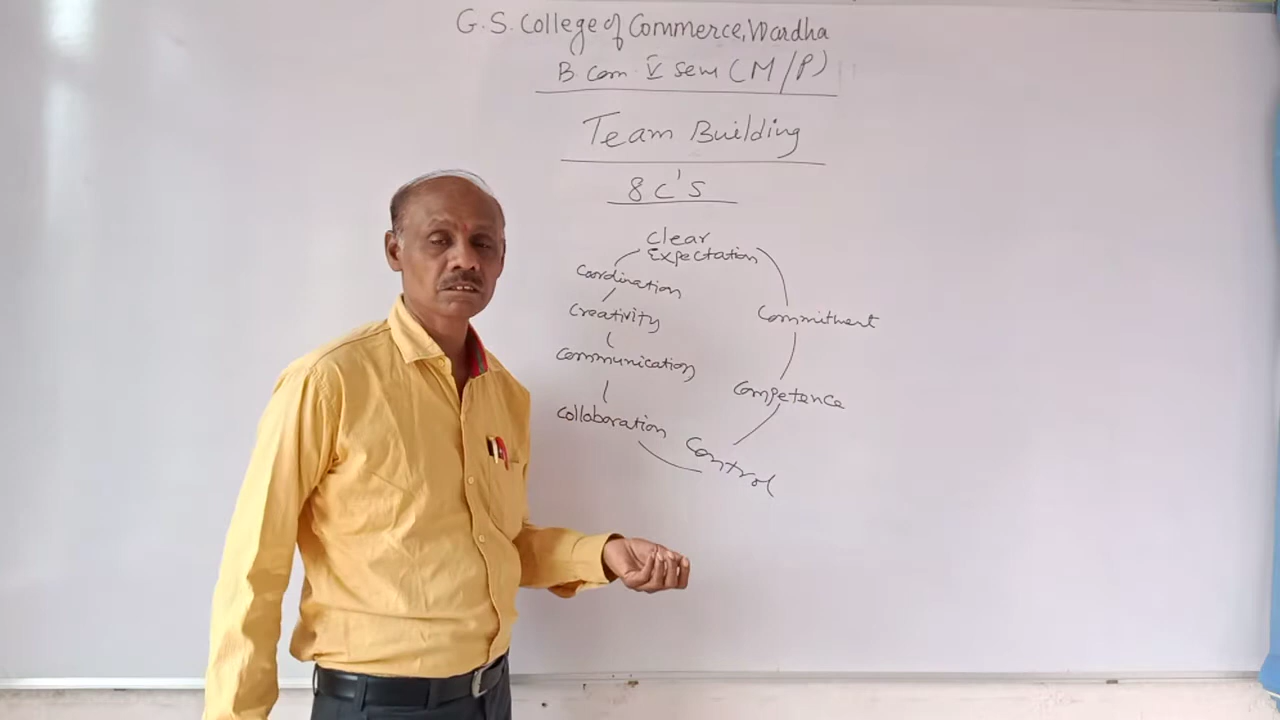 G.S. College of Commerce, Wardha
B.Com V sem (M/P)
Team Building
8 C's
Clear
Expectation
Coordination
Creativity
Communication
Collaboration
Commitment
Competence
Control